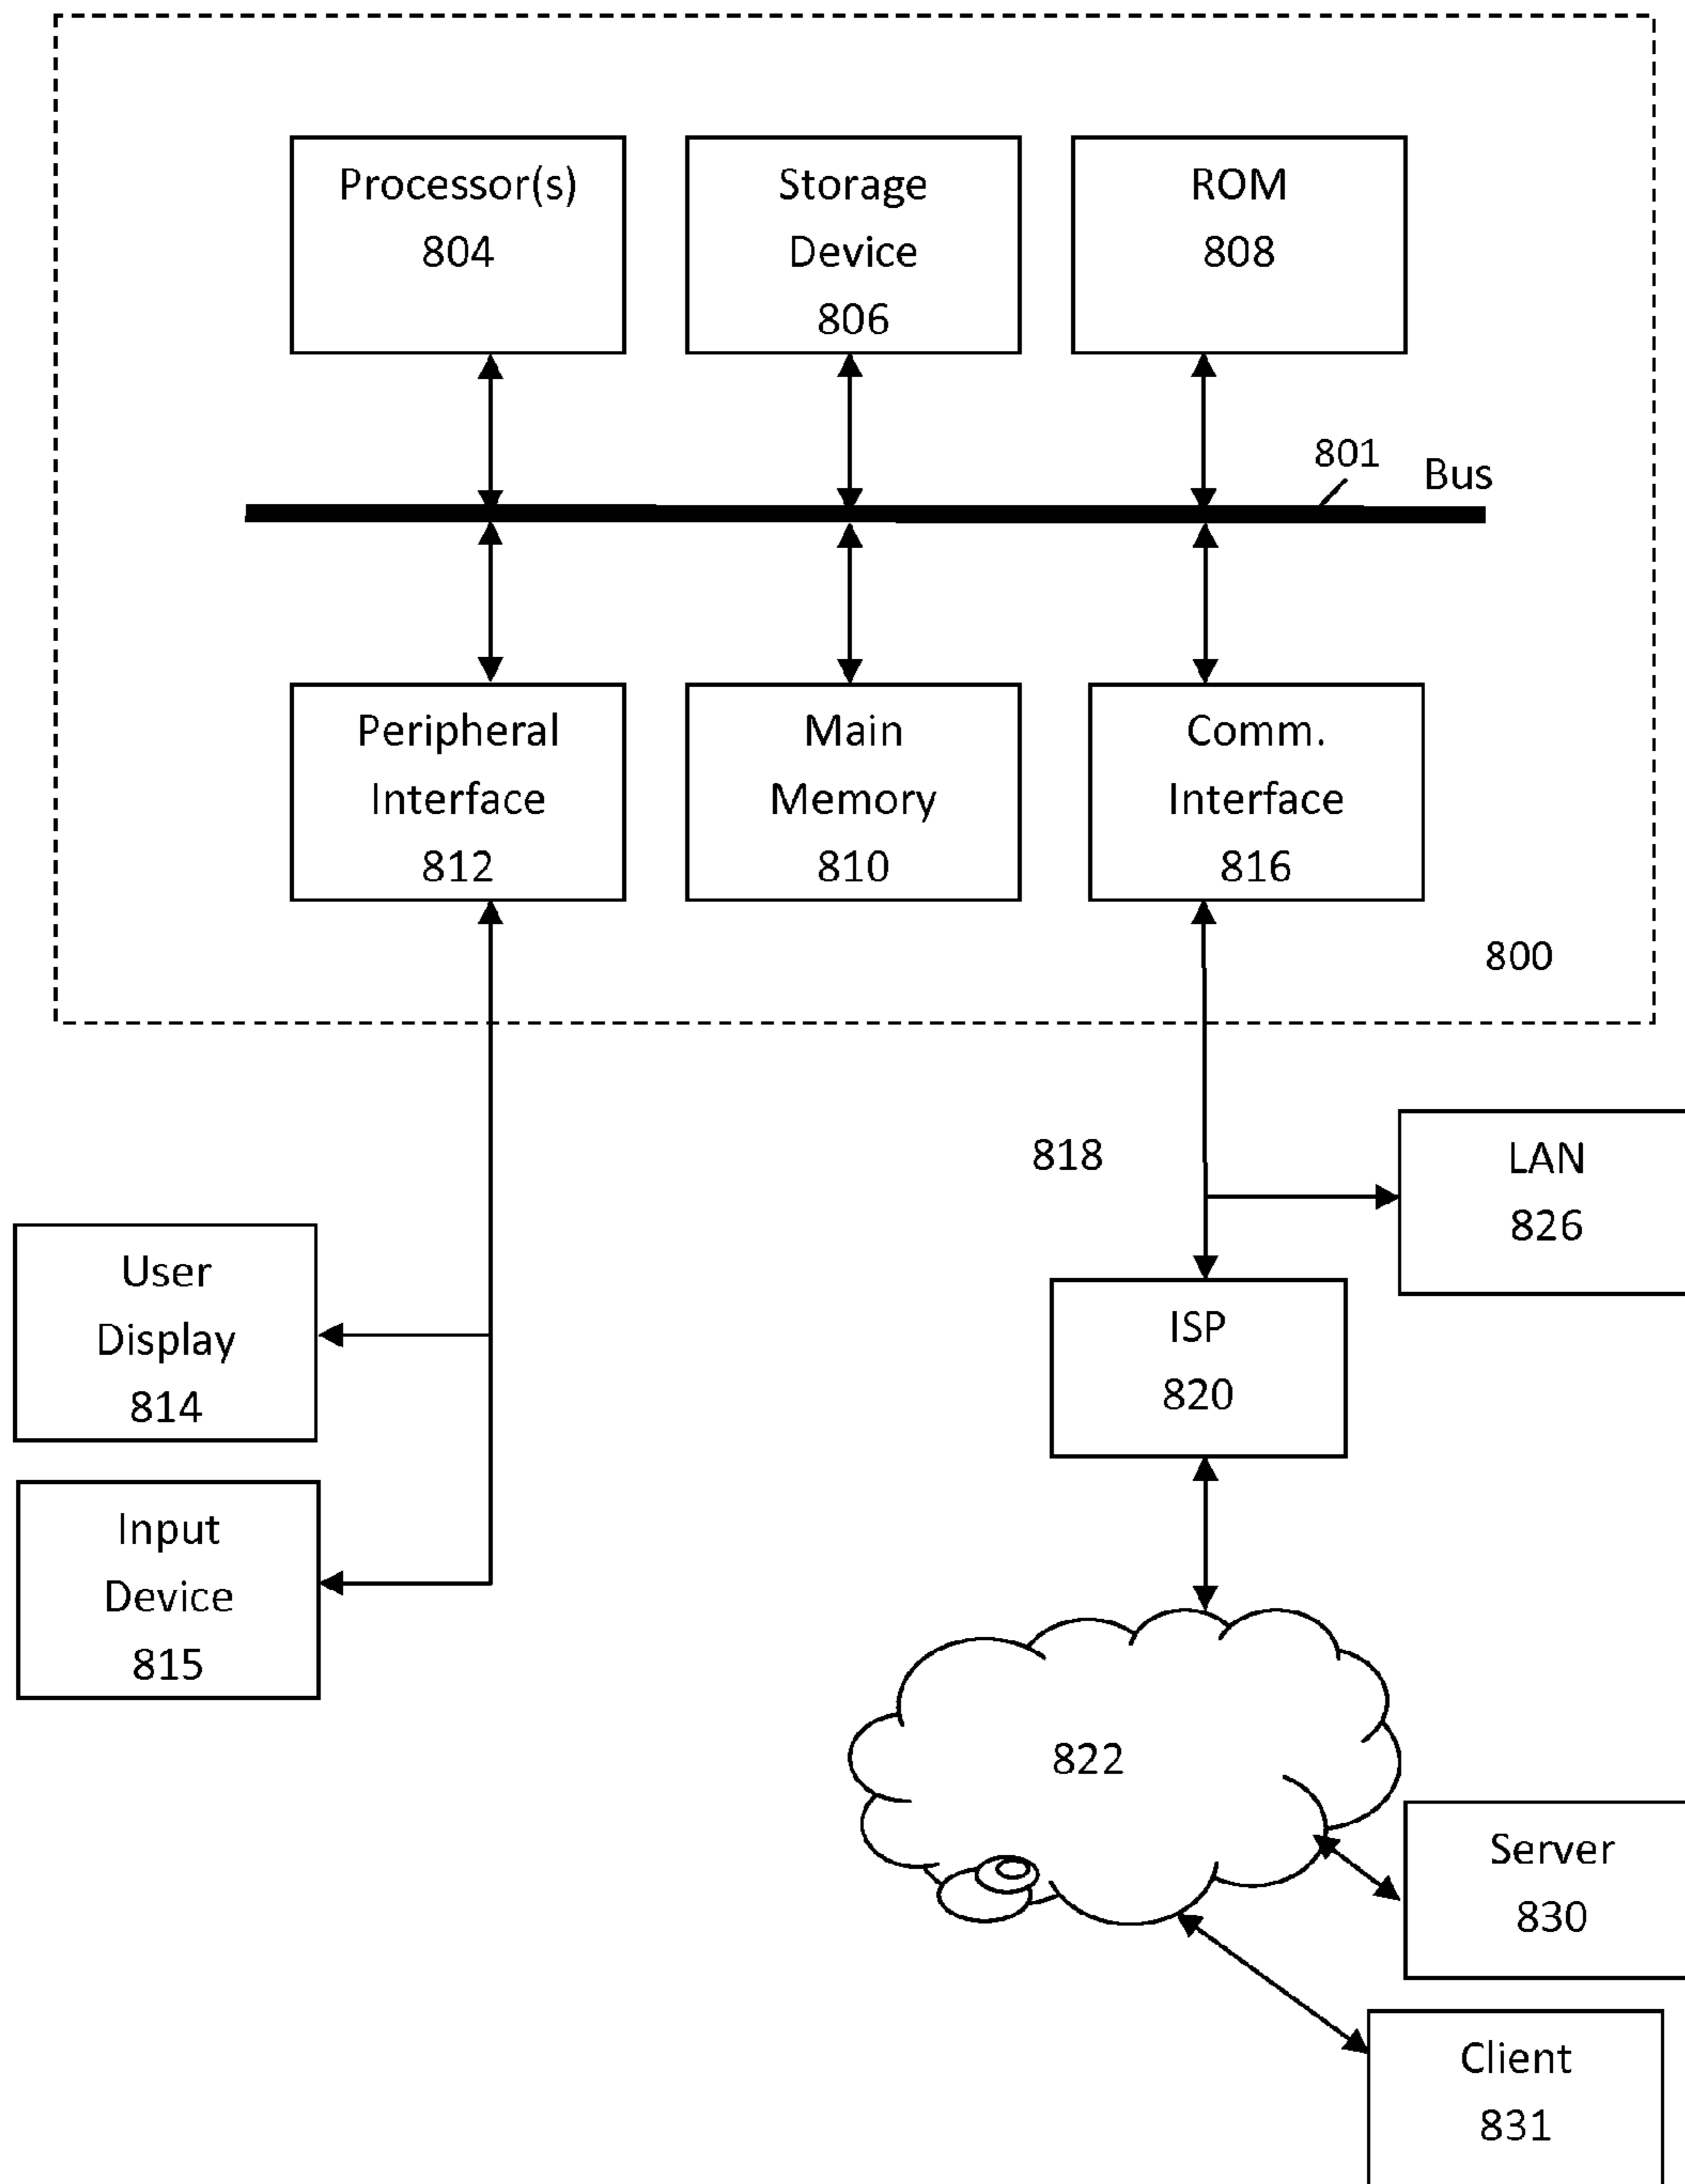 Processor(s)
804
Storage
Device
806
ROM
808
801
Bus
Peripheral
Interface
812
Main
Memory
810
Comm.
Interface
816
800
818
LAN
826
User
Display
814
ISP
820
Input
Device
815
822
Server
830
Client
831